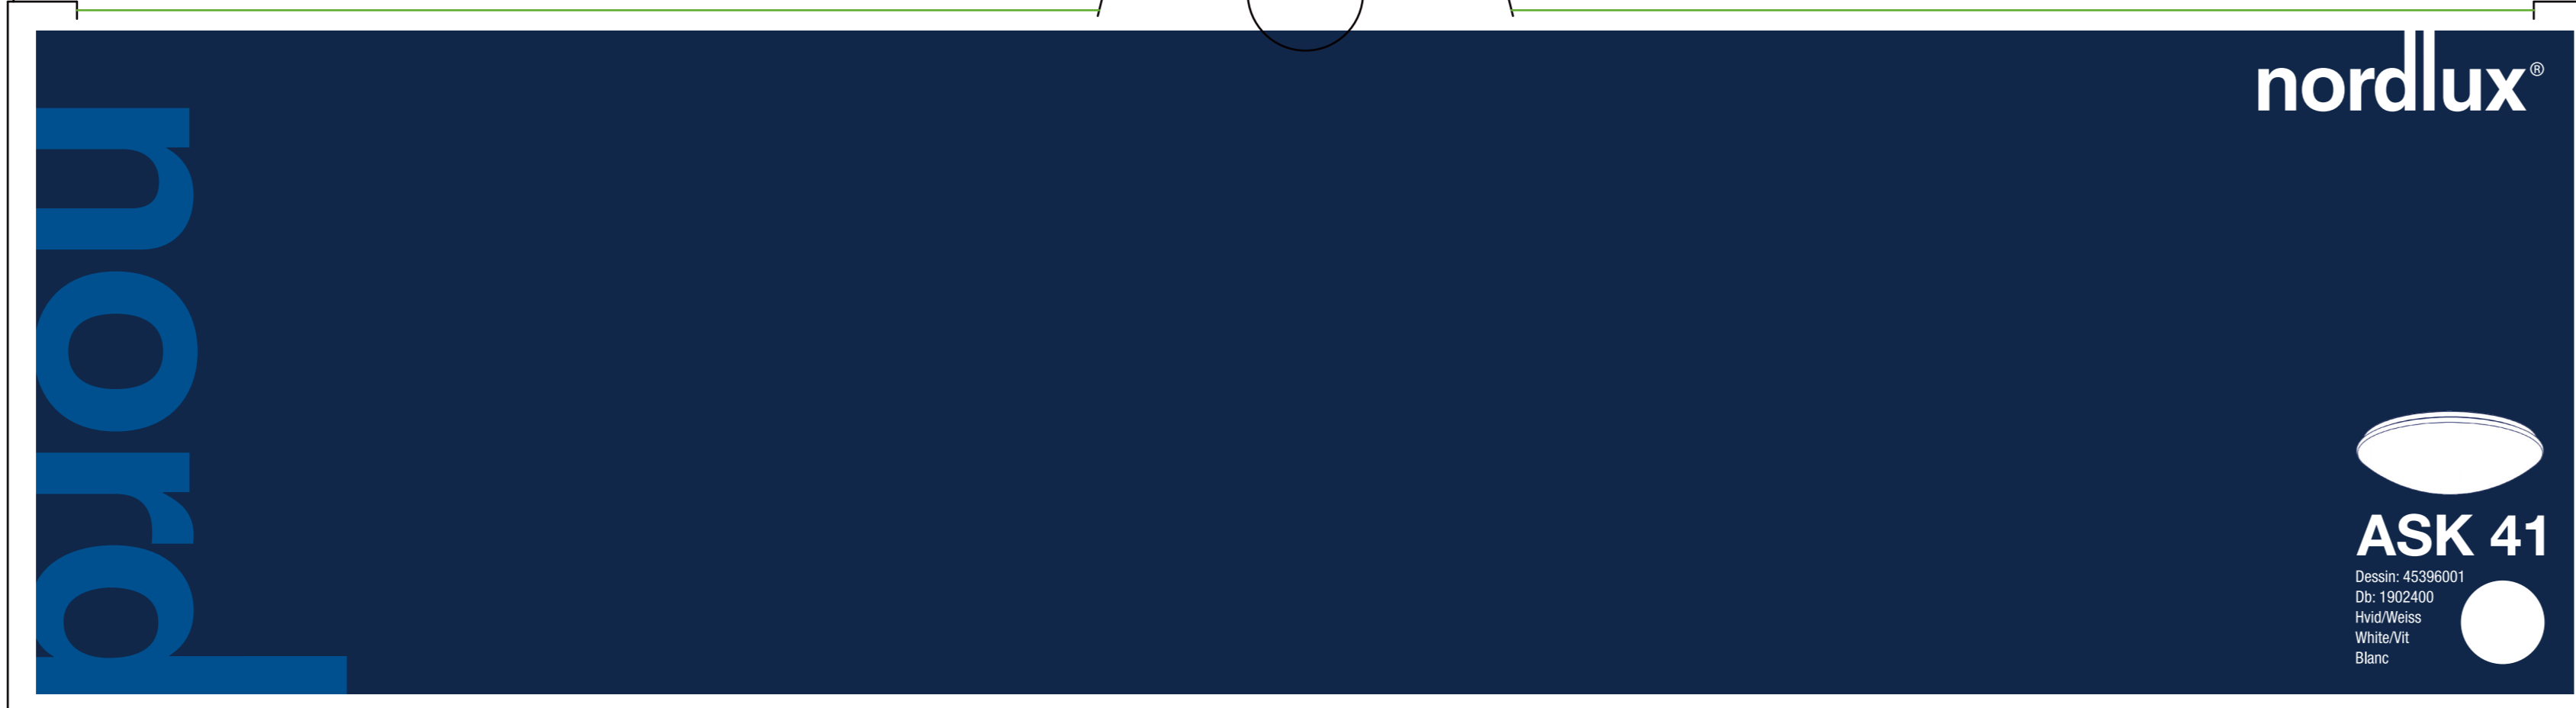 nord
nordlux®
ASK 41
Dessin: 45396001
Db: 1902400
Hvid/Weiss
White/Vit
Blanc